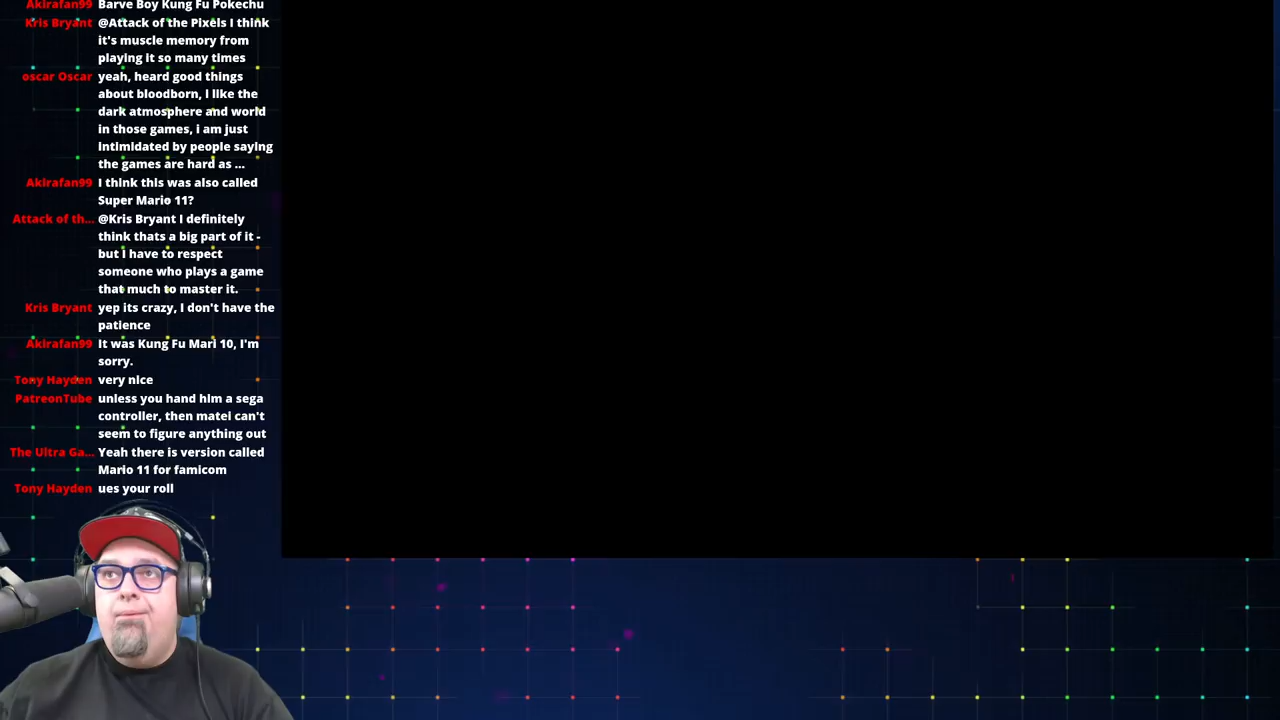 Akirafan99 Barve Boy Kung Fu Pokechu
Kris Bryant @Attack of the Pixels I think
it's muscle memory from
playing it so many times
oscar Oscar yeah, heard good things
about bloodborn, I like the
dark atmosphere and world
in those games, i am just
intimidated by people saying
the games are hard as ...
Akirafan99 I think this was also called
Super Mario 11?
Attack of th... @Kris Bryant I definitely
think thats a big part of it -
but I have to respect
someone who plays a game
that much to master it.
Kris Bryant yep its crazy, I don't have the
patience
Akirafan99 It was Kung Fu Mari 10, I'm
sorry.
Tony Hayden very nice
PatreonTube unless you hand him a sega
controller, then matei can't
seem to figure anything out
The Ultra Ga... Yeah there is version called
Mario 11 for famicom
Tony Hayden ues your roll